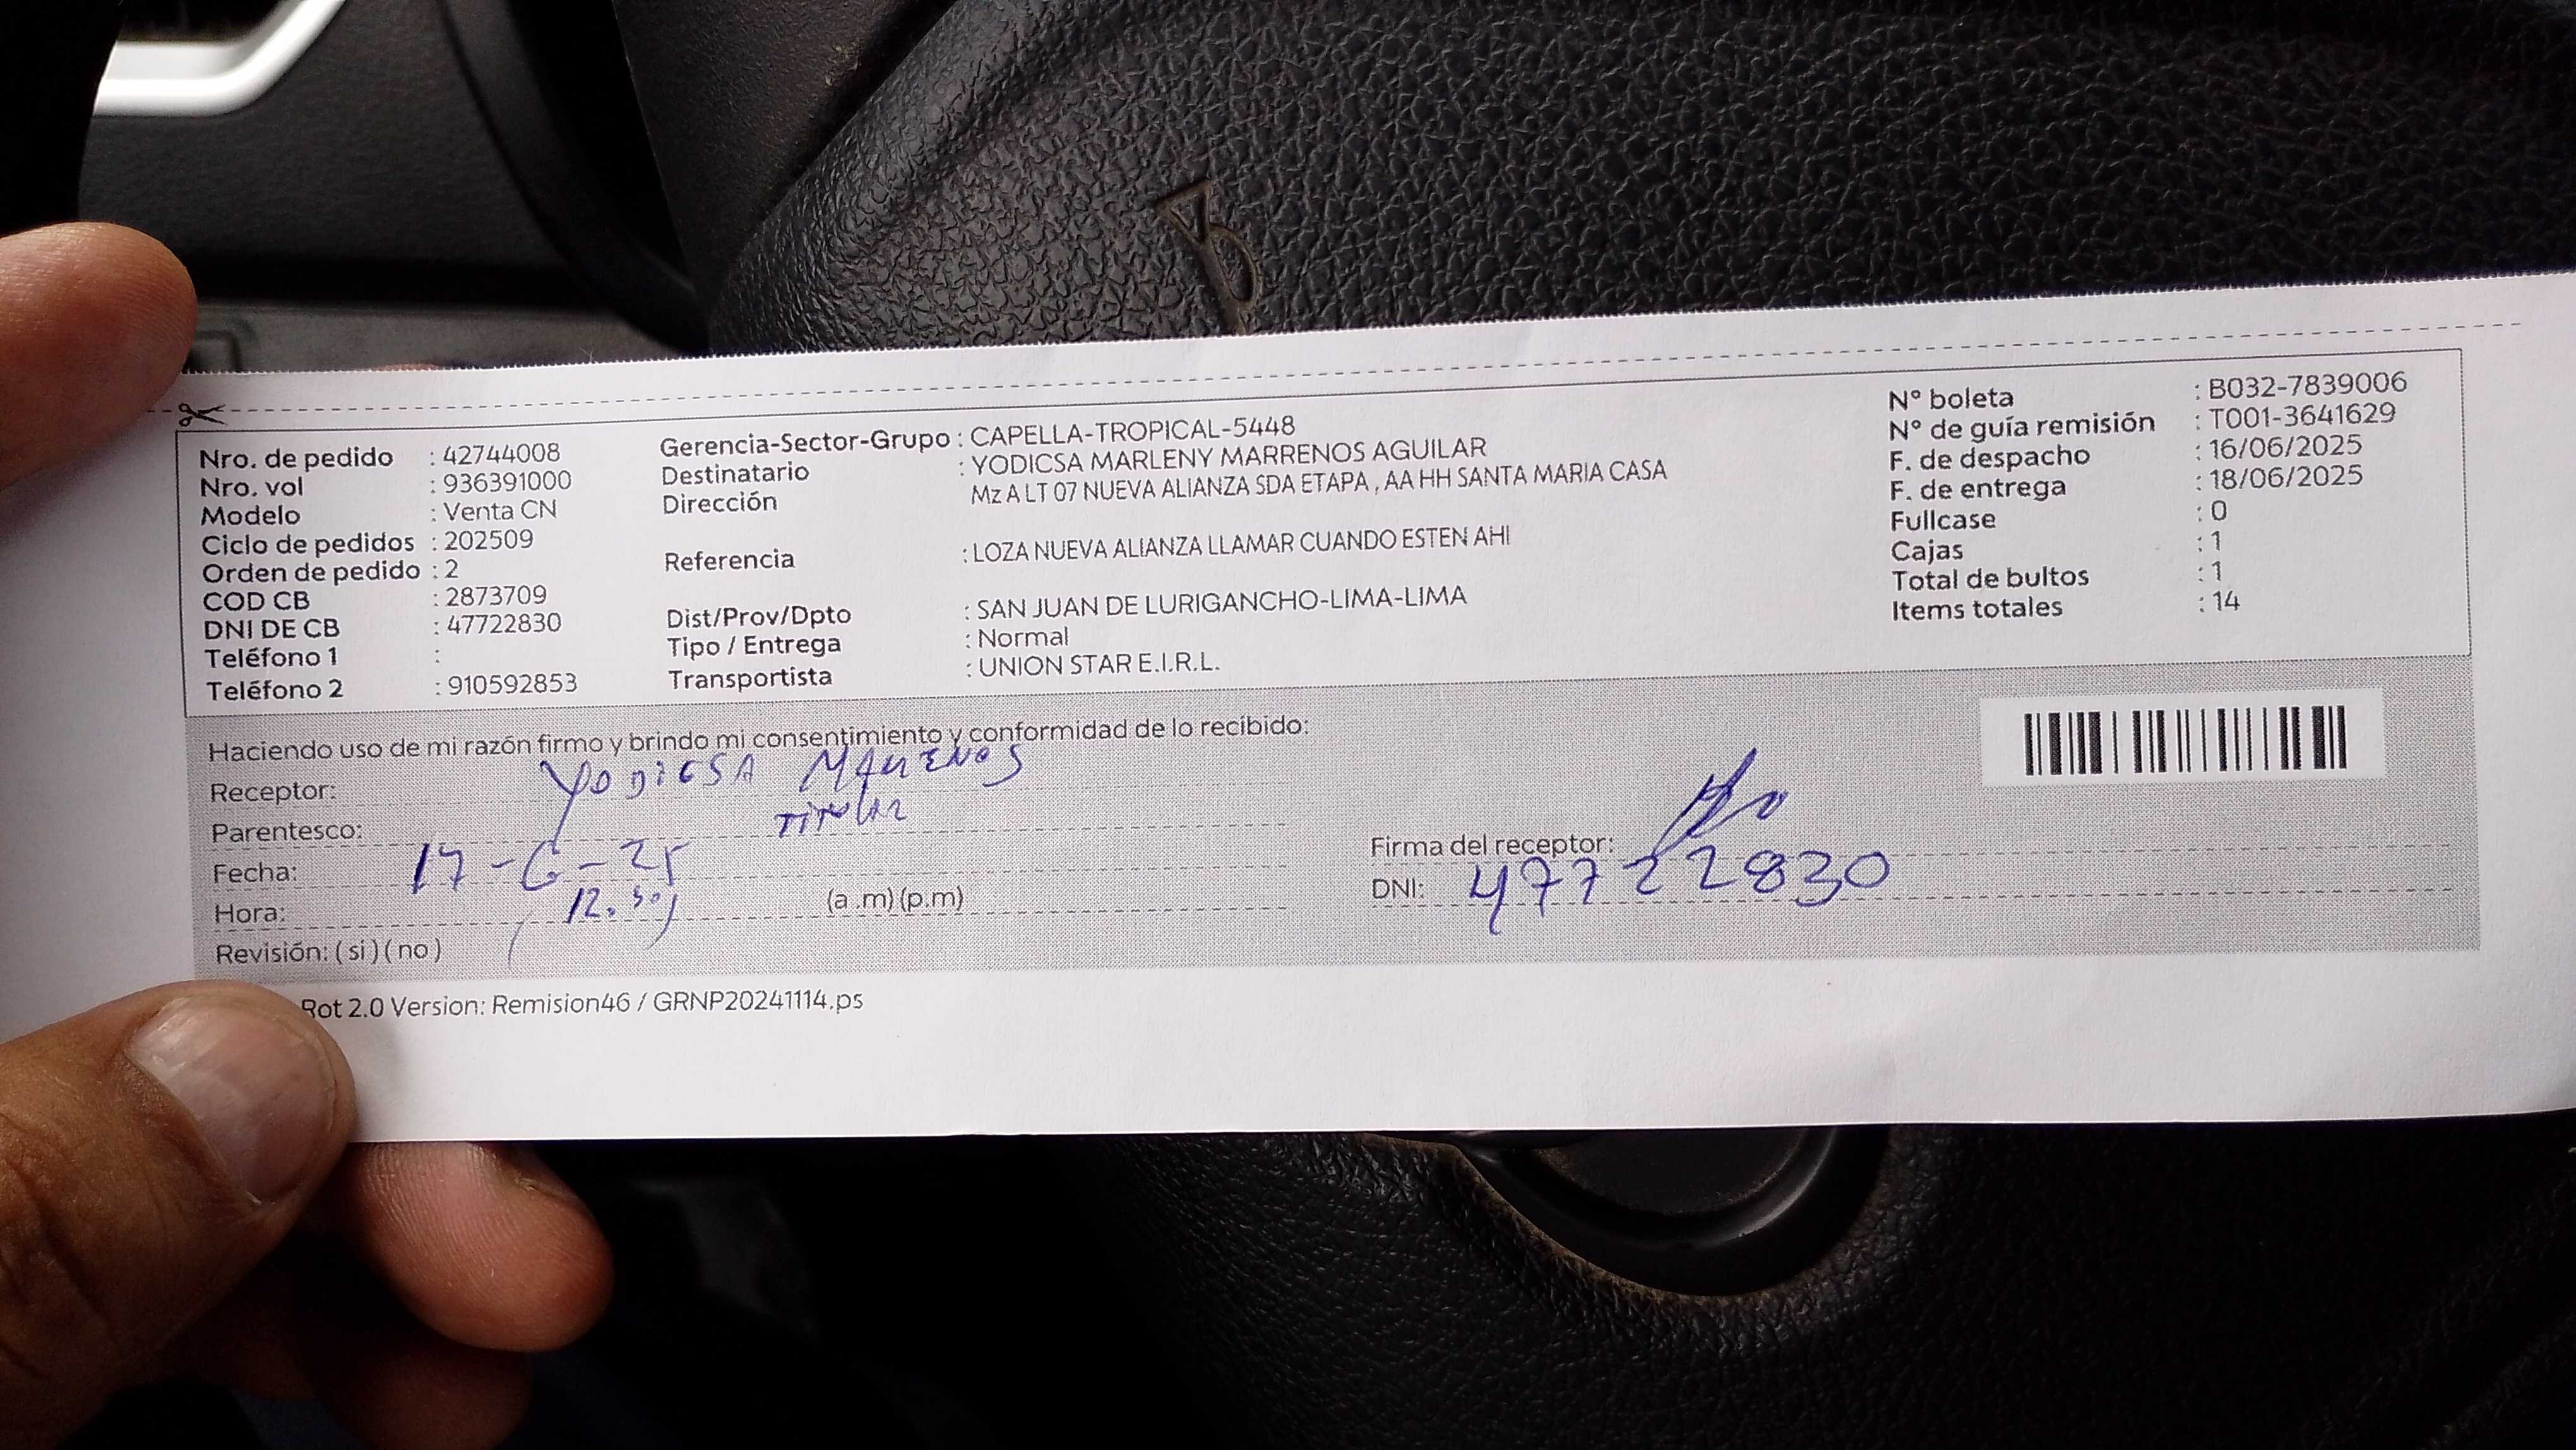 Nro. de pedido : 42744008
Nro. vol : 936391000
Modelo : Venta CN
Ciclo de pedidos : 202509
Orden de pedido : 2
COD CB : 2873709
DNI DE CB : 47722830
Teléfono 1 :
Teléfono 2 : 910592853
Gerencia-Sector-Grupo : CAPELLA-TROPICAL-5448
Destinatario : YODICSA MARLENY MARRENOS AGUILAR
Dirección Mz A LT 07 NUEVA ALIANZA SDA ETAPA , AA HH SANTA MARIA CASA
Referencia : LOZA NUEVA ALIANZA LLAMAR CUANDO ESTEN AHI
Dist/Prov/Dpto : SAN JUAN DE LURIGANCHO-LIMA-LIMA
Tipo / Entrega : Normal
Transportista : UNION STAR E.I.R.L.
N° boleta : B032-7839006
N° de guía remisión : T001-3641629
F. de despacho : 16/06/2025
F. de entrega : 18/06/2025
Fullcase : 0
Cajas : 1
Total de bultos : 1
Items totales : 14
Haciendo uso de mi razón firmo y brindo mi consentimiento y conformidad de lo recibido:
Receptor: YODICSA
Parentesco: TITULAR
Fecha: 17-6-25
Hora: 12. (a .m) (p.m)
Revisión: ( si ) ( no )
Firma del receptor:
DNI: 47722830
Rot 2.0 Version: Remision46 / GRNP20241114.ps